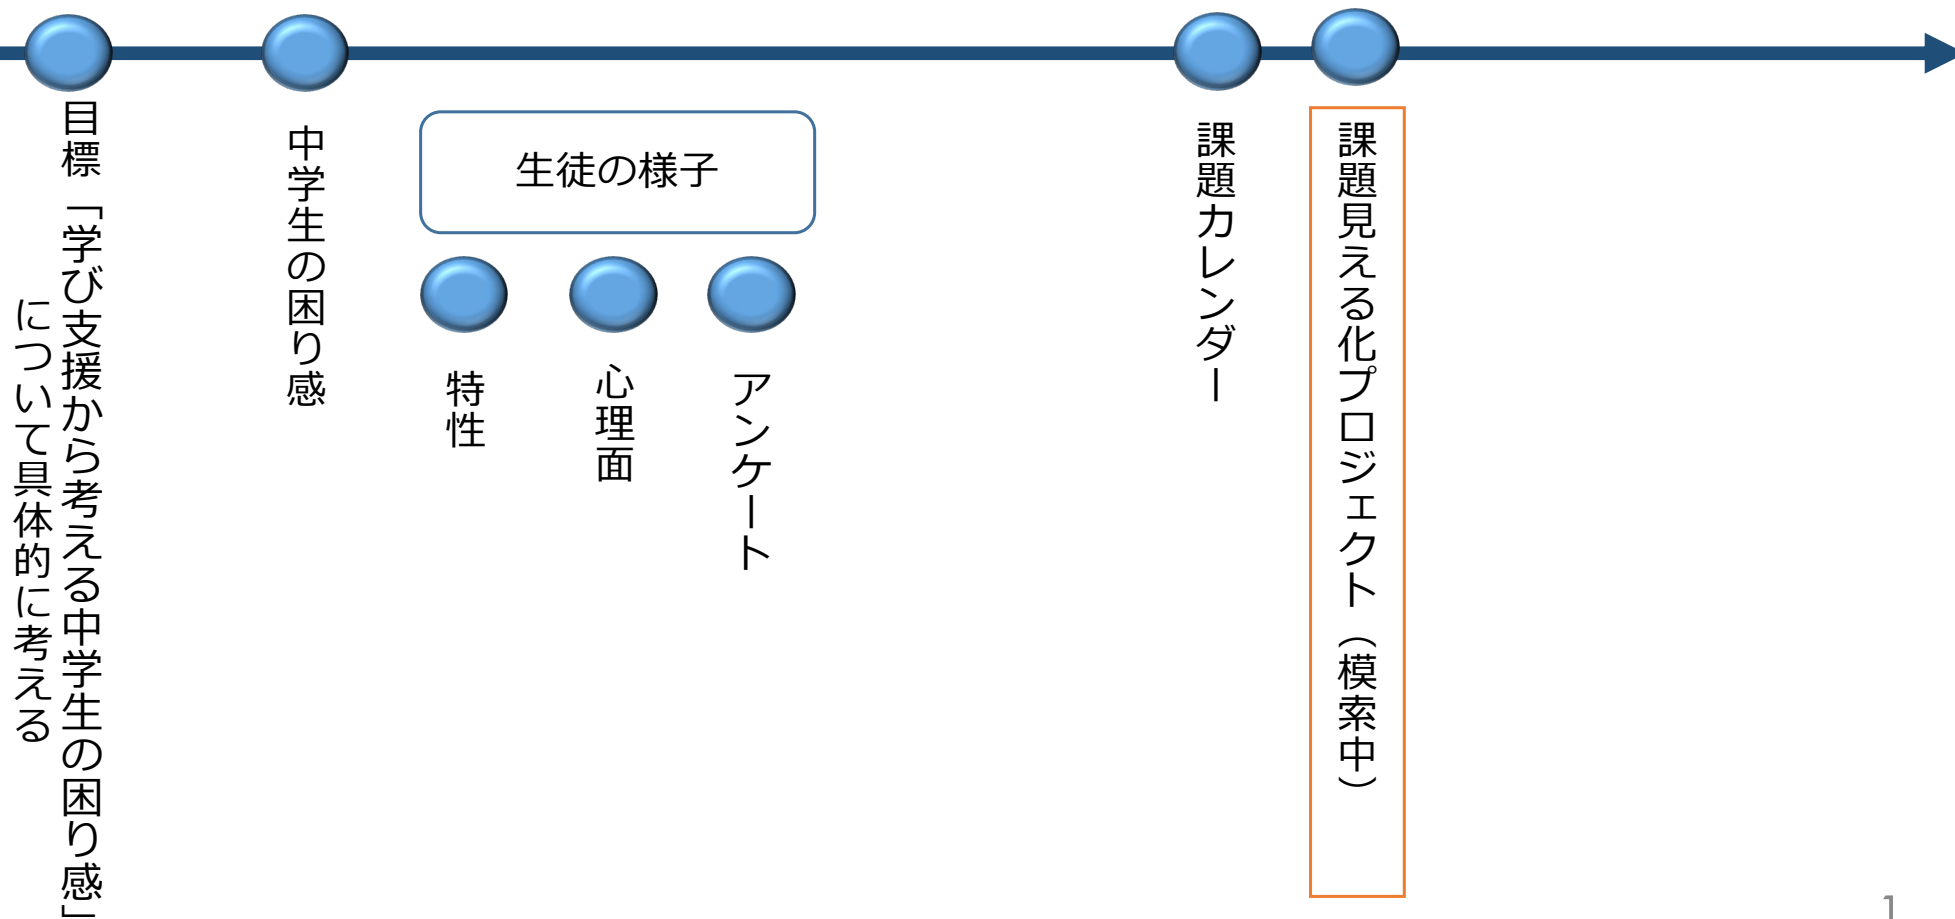 目標「学び支援から考える中学生の困り感」
について具体的に考える
中学生の困り感
生徒の様子
特性
心理面
アンケート
課題カレンダー
課題見える化プロジェクト（模索中）
1